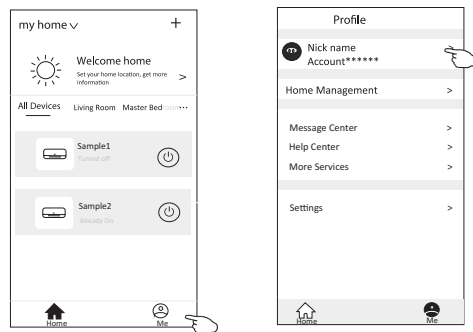 my home
+
Welcome home
Set your home location, get more
information
>
All Devices
Living Room
Master Bedroom
...
Sample1
Turned off
Sample2
Already On
Home
Me
Profile
Nick name
Account******
Home Management >
Message Center >
Help Center >
More Services >
Settings >
Home
Me